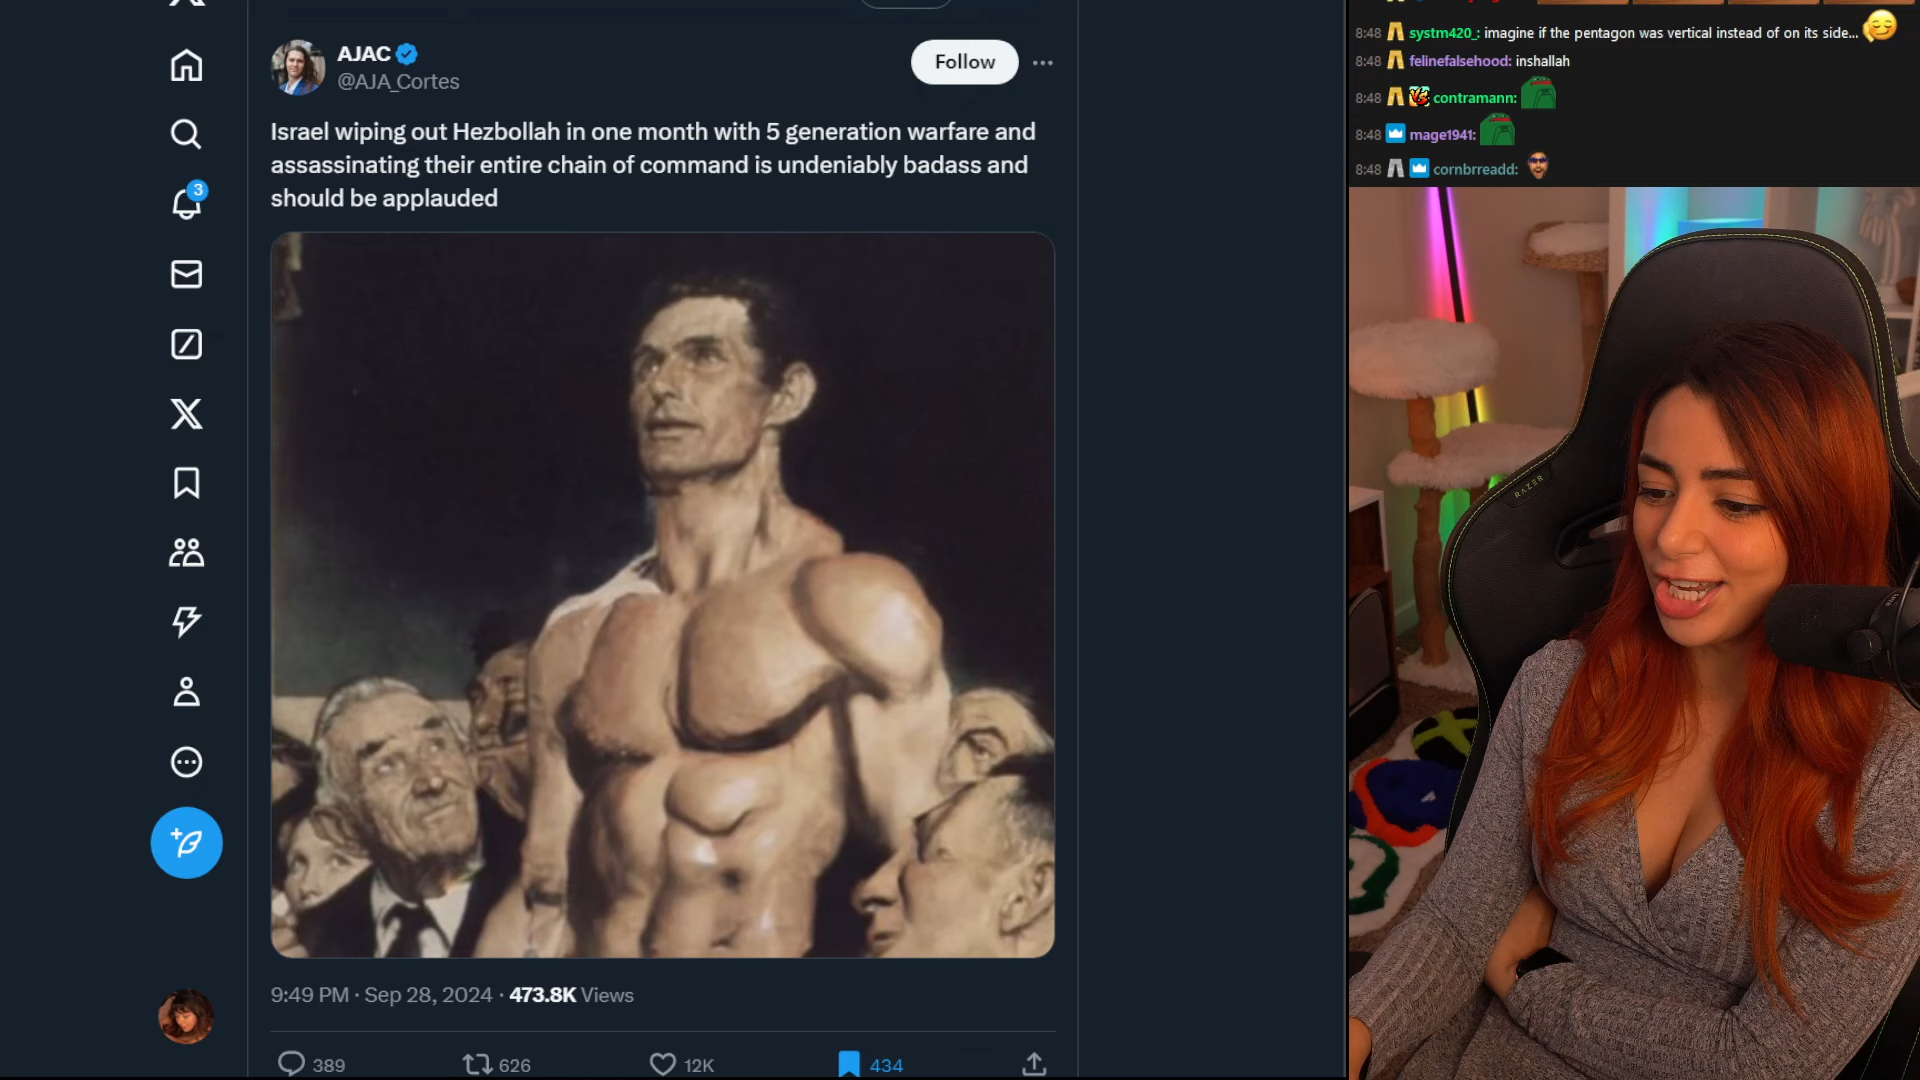 AJAC
@AJA_Cortes
Follow
Israel wiping out Hezbollah in one month with 5 generation warfare and
assassinating their entire chain of command is undeniably badass and
should be applauded
3
9:49 PM · Sep 28, 2024 · 473.8K Views
389
626
12K
434
8:48 systm420_: imagine if the pentagon was vertical instead of on its side...
8:48 felinefalsehood: inshallah
8:48 contramann:
8:48 mage1941:
8:48 cornbrreadd:
RAZER